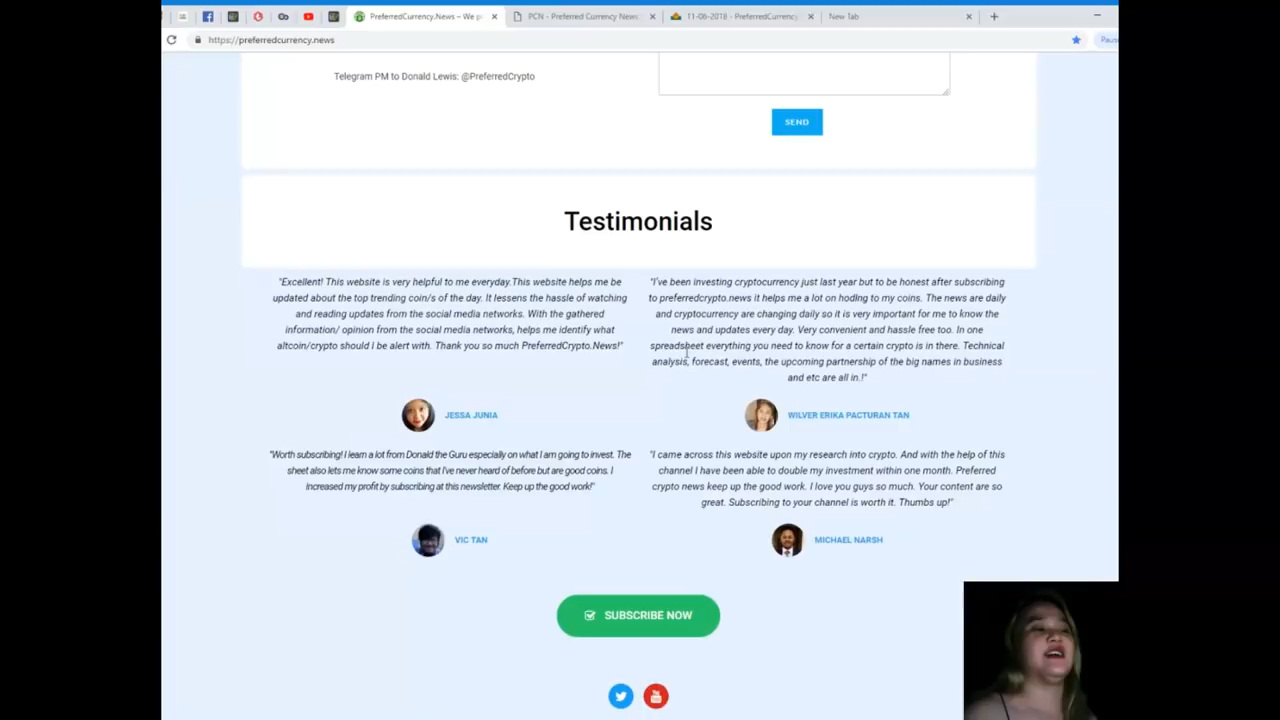 PreferredCurrency.News – We p
PCN - Preferred Currency News
11-06-2018 - PreferredCurrency
New Tab
https://preferredcurrency.news
Paus
Telegram PM to Donald Lewis: @PreferredCrypto
SEND
Testimonials
"Excellent! This website is very helpful to me everyday.This website helps me be
updated about the top trending coin/s of the day. It lessens the hassle of watching
and reading updates from the social media networks. With the gathered
information/ opinion from the social media networks, helps me identify what
altcoin/crypto should I be alert with. Thank you so much PreferredCrypto.News!"
JESSA JUNIA
"I've been investing cryptocurrency just last year but to be honest after subscribing
to preferredcrypto.news it helps me a lot on hodlng to my coins. The news are daily
and cryptocurrency are changing daily so it is very important for me to know the
news and updates every day. Very convenient and hassle free too. In one
spreadsheet everything you need to know for a certain crypto is in there. Technical
analysis, forecast, events, the upcoming partnership of the big names in business
and etc are all in.!"
WILVER ERIKA PACTURAN TAN
"Worth subscribing! I learn a lot from Donald the Guru especially on what I am going to invest. The
sheet also lets me know some coins that I've never heard of before but are good coins. I
increased my profit by subscribing at this newsletter. Keep up the good work!"
VIC TAN
"I came across this website upon my research into crypto. And with the help of this
channel I have been able to double my investment within one month. Preferred
crypto news keep up the good work. I love you guys so much. Your content are so
great. Subscribing to your channel is worth it. Thumbs up!"
MICHAEL NARSH
SUBSCRIBE NOW